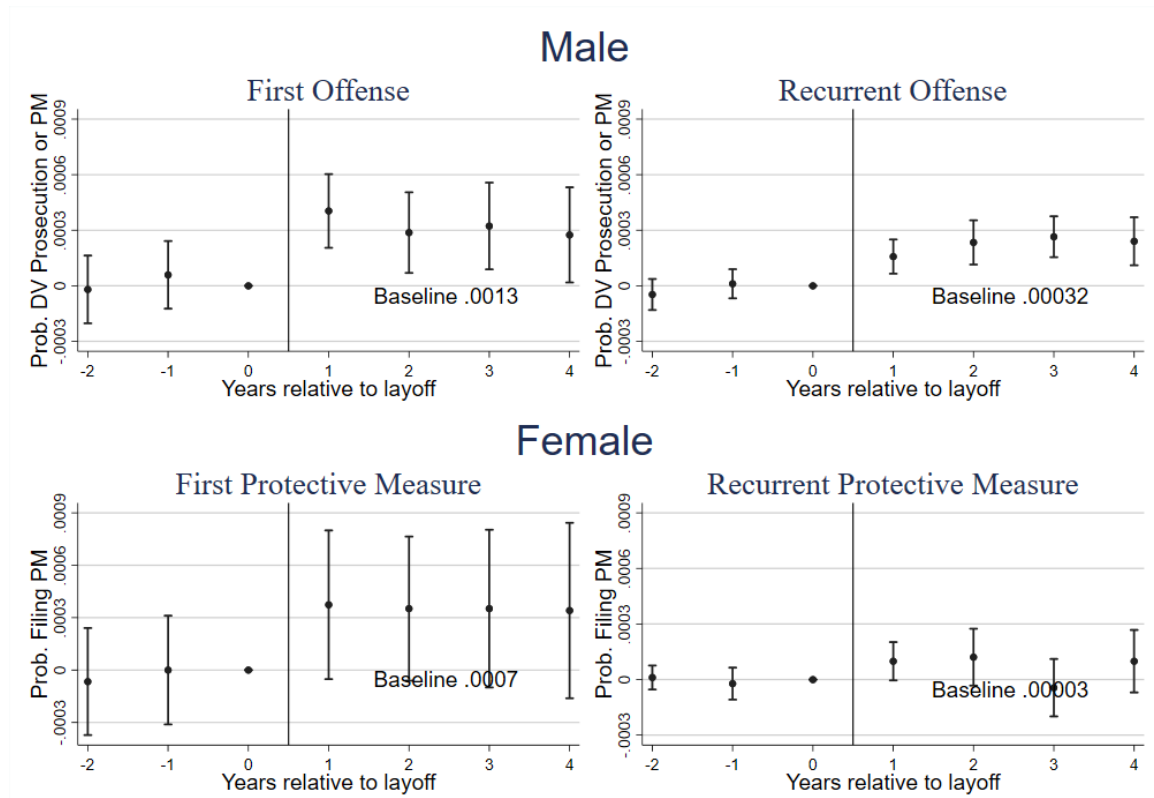 Male
First Offense
Prob. DV Prosecution or PM
.0009
.0006
.0003
0
-.0003
Baseline .0013
-2 -1 0 1 2 3 4
Years relative to layoff
Recurrent Offense
Prob. DV Prosecution or PM
.0009
.0006
.0003
0
-.0003
Baseline .00032
-2 -1 0 1 2 3 4
Years relative to layoff
Female
First Protective Measure
Prob. Filing PM
.0009
.0006
.0003
0
-.0003
Baseline .0007
-2 -1 0 1 2 3 4
Years relative to layoff
Recurrent Protective Measure
Prob. Filing PM
.0009
.0006
.0003
0
-.0003
Baseline .00003
-2 -1 0 1 2 3 4
Years relative to layoff